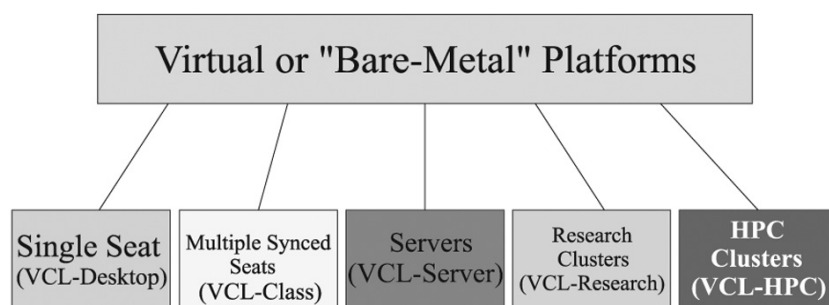 Virtual or "Bare-Metal" Platforms
Single Seat
(VCL-Desktop)
Multiple Synced
Seats
(VCL-Class)
Servers
(VCL-Server)
Research
Clusters
(VCL-Research)
HPC
Clusters
(VCL-HPC)